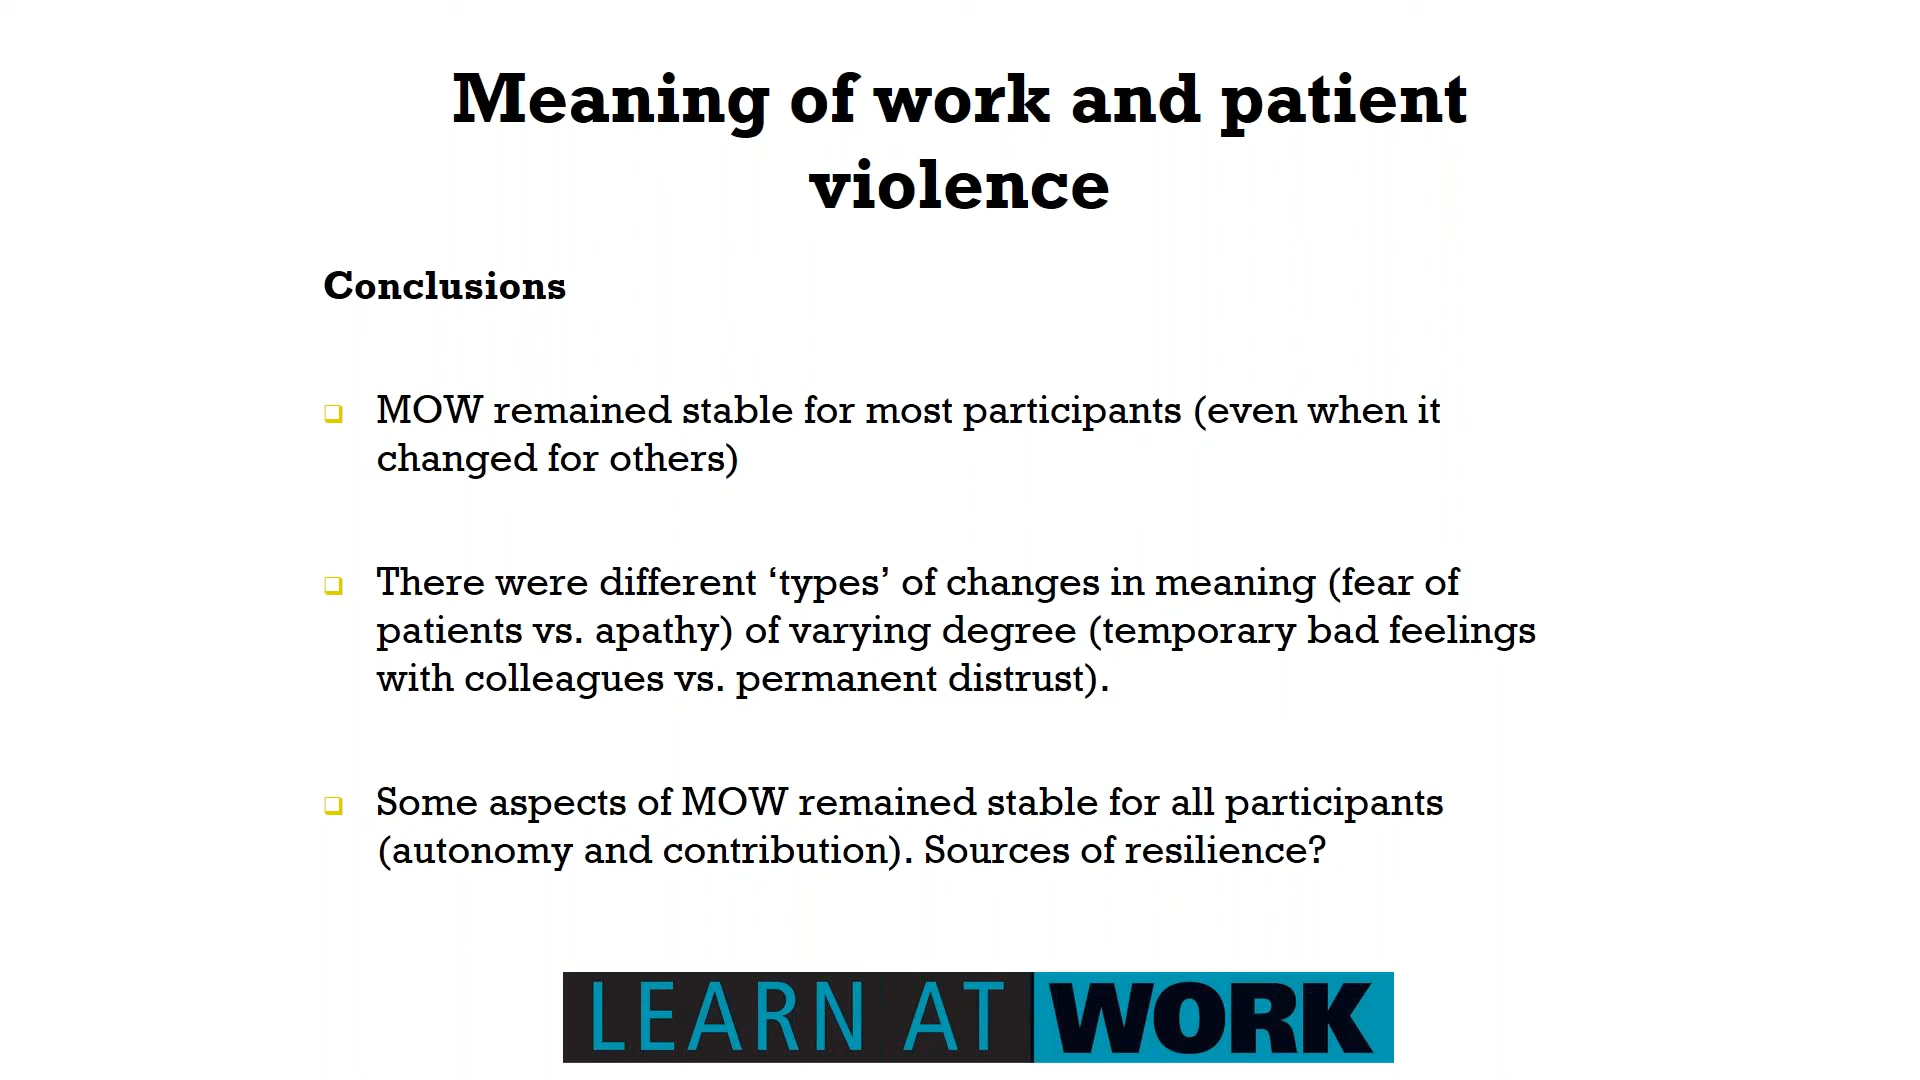 Meaning of work and patient
violence
Conclusions
MOW remained stable for most participants (even when it
changed for others)
There were different ‘types’ of changes in meaning (fear of
patients vs. apathy) of varying degree (temporary bad feelings
with colleagues vs. permanent distrust).
Some aspects of MOW remained stable for all participants
(autonomy and contribution). Sources of resilience?
LEARN AT WORK